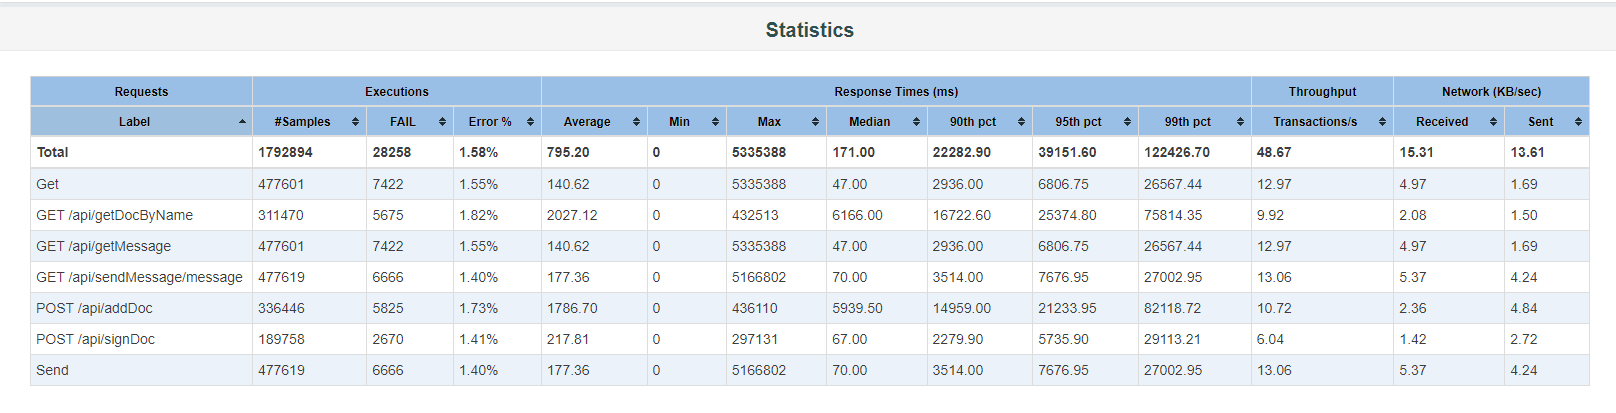 Statistics
Requests Executions Response Times (ms) Throughput Network (KB/sec)
Label #Samples FAIL Error % Average Min Max Median 90th pct 95th pct 99th pct Transactions/s Received Sent
Total 1792894 28258 1.58% 795.20 0 5335388 171.00 22282.90 39151.60 122426.70 48.67 15.31 13.61
Get 477601 7422 1.55% 140.62 0 5335388 47.00 2936.00 6806.75 26567.44 12.97 4.97 1.69
GET /api/getDocByName 311470 5675 1.82% 2027.12 0 432513 6166.00 16722.60 25374.80 75814.35 9.92 2.08 1.50
GET /api/getMessage 477601 7422 1.55% 140.62 0 5335388 47.00 2936.00 6806.75 26567.44 12.97 4.97 1.69
GET /api/sendMessage/message 477619 6666 1.40% 177.36 0 5166802 70.00 3514.00 7676.95 27002.95 13.06 5.37 4.24
POST /api/addDoc 336446 5825 1.73% 1786.70 0 436110 5939.50 14959.00 21233.95 82118.72 10.72 2.36 4.84
POST /api/signDoc 189758 2670 1.41% 217.81 0 297131 67.00 2279.90 5735.90 29113.21 6.04 1.42 2.72
Send 477619 6666 1.40% 177.36 0 5166802 70.00 3514.00 7676.95 27002.95 13.06 5.37 4.24